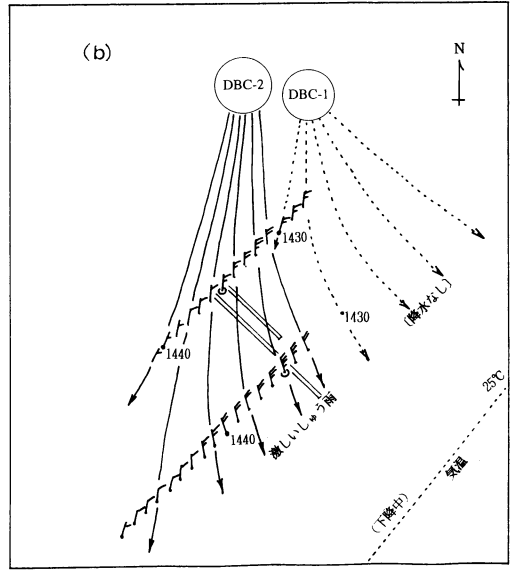 (b)
N
DBC-2
DBC-1
1430
[降水なし]
1430
1440
25℃
激しいしゅう雨
1440
気温
(下降中)